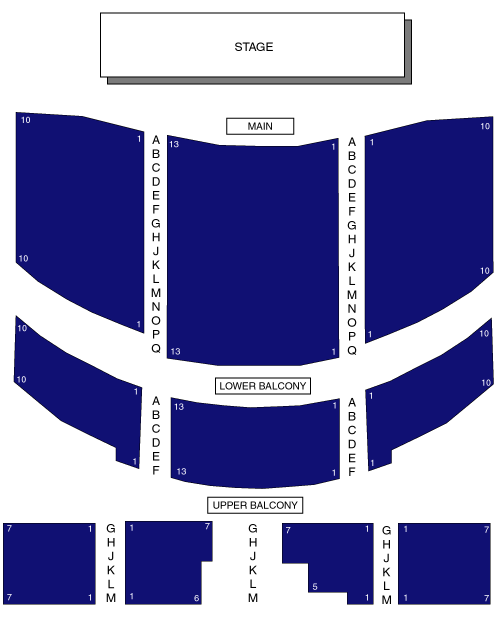 STAGE
MAIN
10 1 A 13 1 A 1 10
B B
C C
D D
E E
F F
G G
H H
J J
10 K K 10
L L
M M
N N
O O
1 P P 1
Q 13 1 Q
LOWER BALCONY
10 10
10 1 A 13 1 A 1 10
B B
C C
D D
E E
1 F 13 1 F 1
UPPER BALCONY
7 1 G 1 7 G 7 1 G 1 7
H H H
J J J
K K K
L L 5 L
7 1 M 1 6 M 1 M 1 7